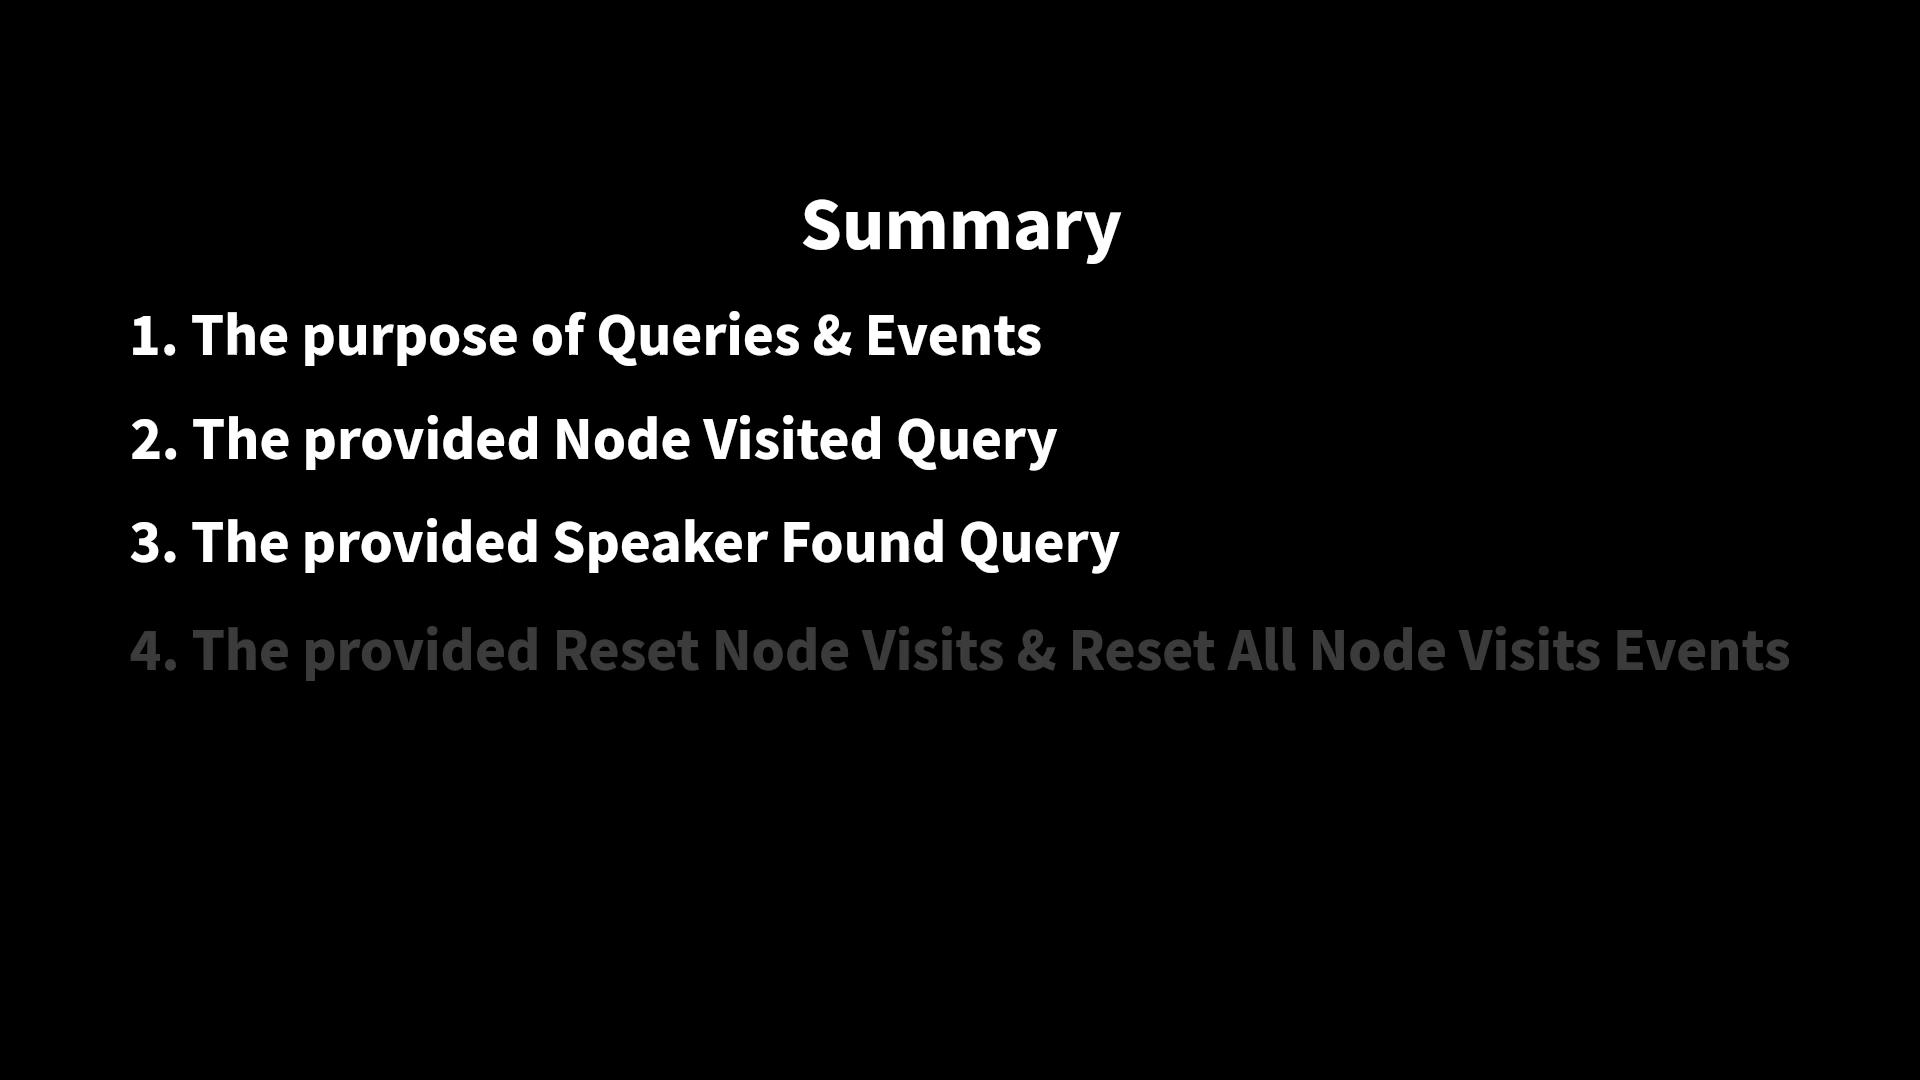 Summary
1. The purpose of Queries & Events
2. The provided Node Visited Query
3. The provided Speaker Found Query
4. The provided Reset Node Visits & Reset All Node Visits Events